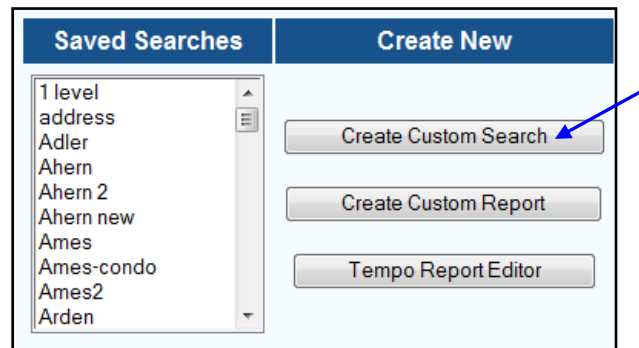 Saved Searches
Create New
1 level
address
Adler
Ahern
Ahern 2
Ahern new
Ames
Ames-condo
Ames2
Arden
Create Custom Search
Create Custom Report
Tempo Report Editor